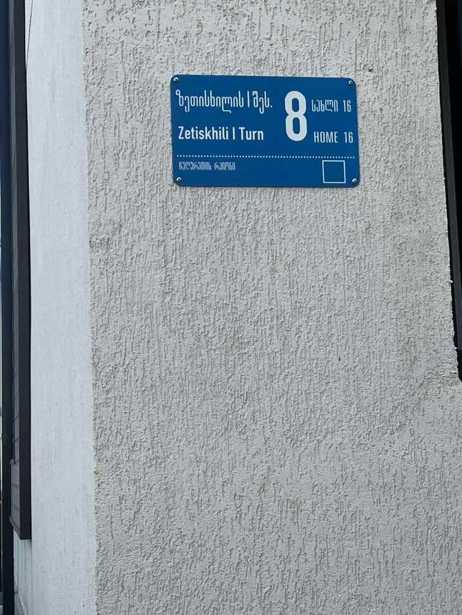 ზეთისხილის I შეს.
Zetiskhili I Turn
8
სახლი 16
HOME 16